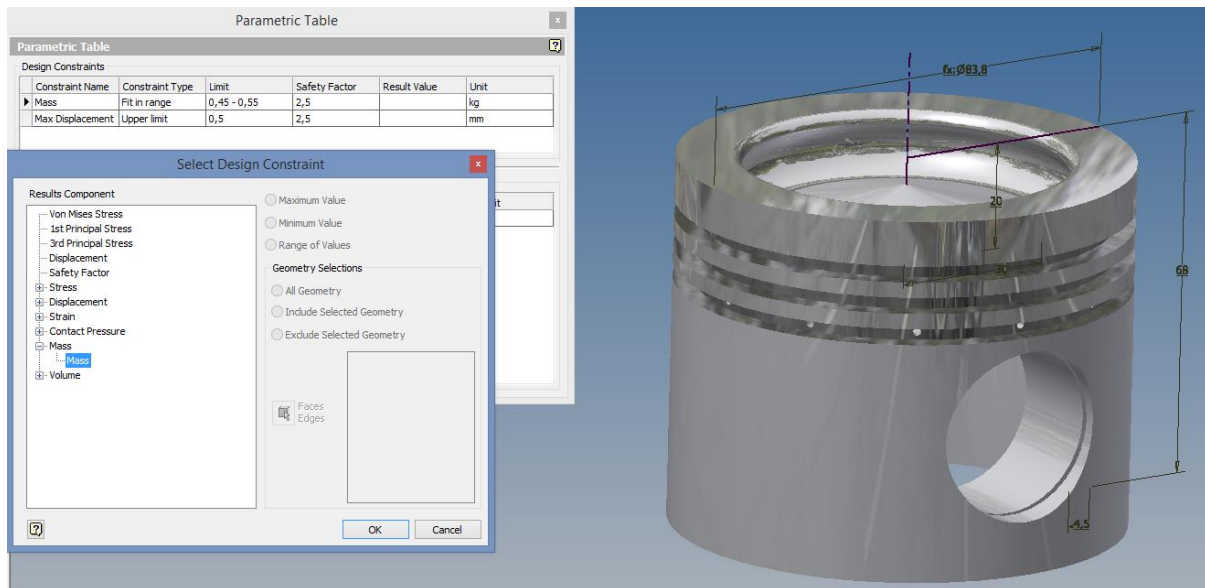 Parametric Table
x
Parametric Table
?
Design Constraints
Constraint Name Constraint Type Limit Safety Factor Result Value Unit
Mass Fit in range 0,45 - 0,55 2,5 kg
Max Displacement Upper limit 0,5 2,5 mm
it
Select Design Constraint
x
Results Component
Von Mises Stress
1st Principal Stress
3rd Principal Stress
Displacement
Safety Factor
Stress
Displacement
Strain
Contact Pressure
Mass
Mass
Volume
Maximum Value
Minimum Value
Range of Values
Geometry Selections
All Geometry
Include Selected Geometry
Exclude Selected Geometry
Faces
Edges
?
OK Cancel
fx:Ø83,8
20
68
4,5